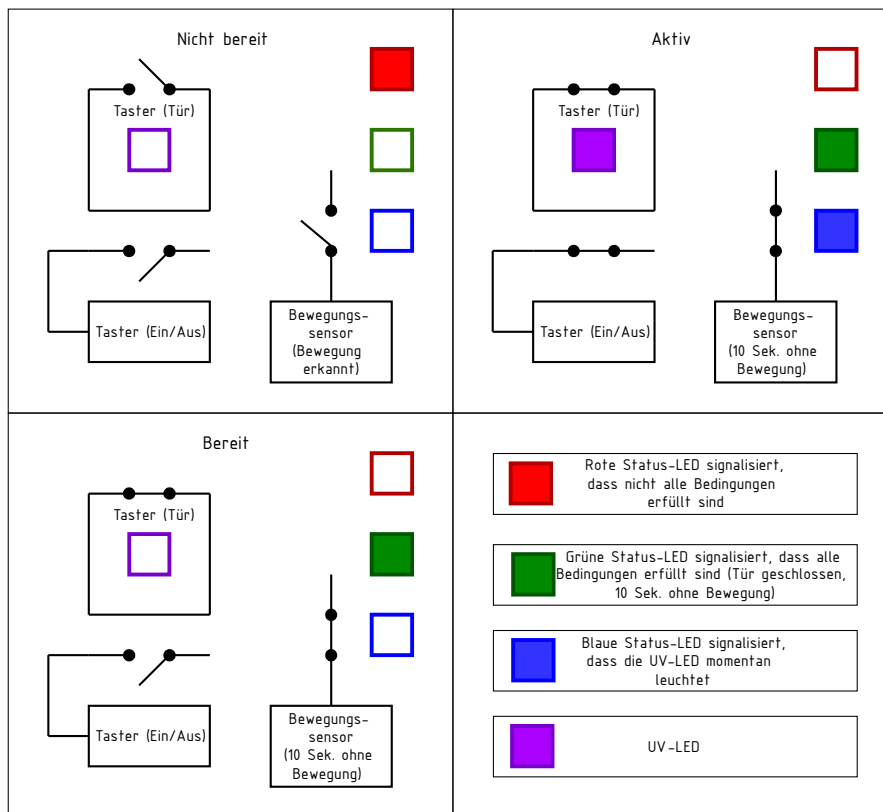 Nicht bereit
Taster (Tür)
Taster (Ein/Aus)
Bewegungs-
sensor
(Bewegung
erkannt)
Aktiv
Taster (Tür)
Taster (Ein/Aus)
Bewegungs-
sensor
(10 Sek. ohne
Bewegung)
Bereit
Taster (Tür)
Taster (Ein/Aus)
Bewegungs-
sensor
(10 Sek. ohne
Bewegung)
Rote Status-LED signalisiert,
dass nicht alle Bedingungen
erfüllt sind
Grüne Status-LED signalisiert, dass alle
Bedingungen erfüllt sind (Tür geschlossen,
10 Sek. ohne Bewegung)
Blaue Status-LED signalisiert,
dass die UV-LED momentan
leuchtet
UV-LED